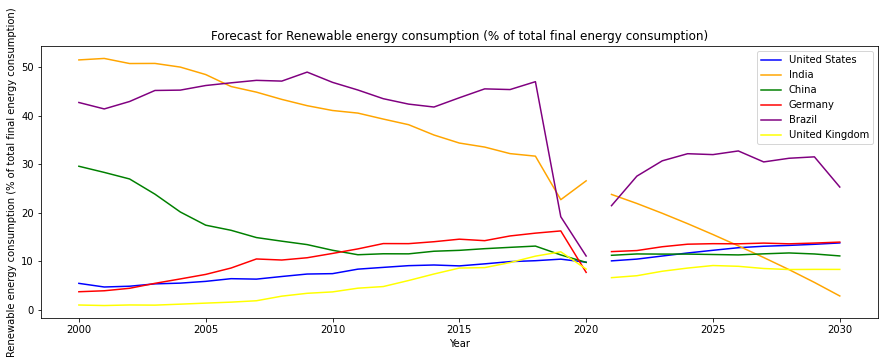 Forecast for Renewable energy consumption (% of total final energy consumption)
Renewable energy consumption (% of total final energy consumption)
50
40
30
20
10
0
United States
India
China
Germany
Brazil
United Kingdom
2000
2005
2010
2015
2020
2025
2030
Year